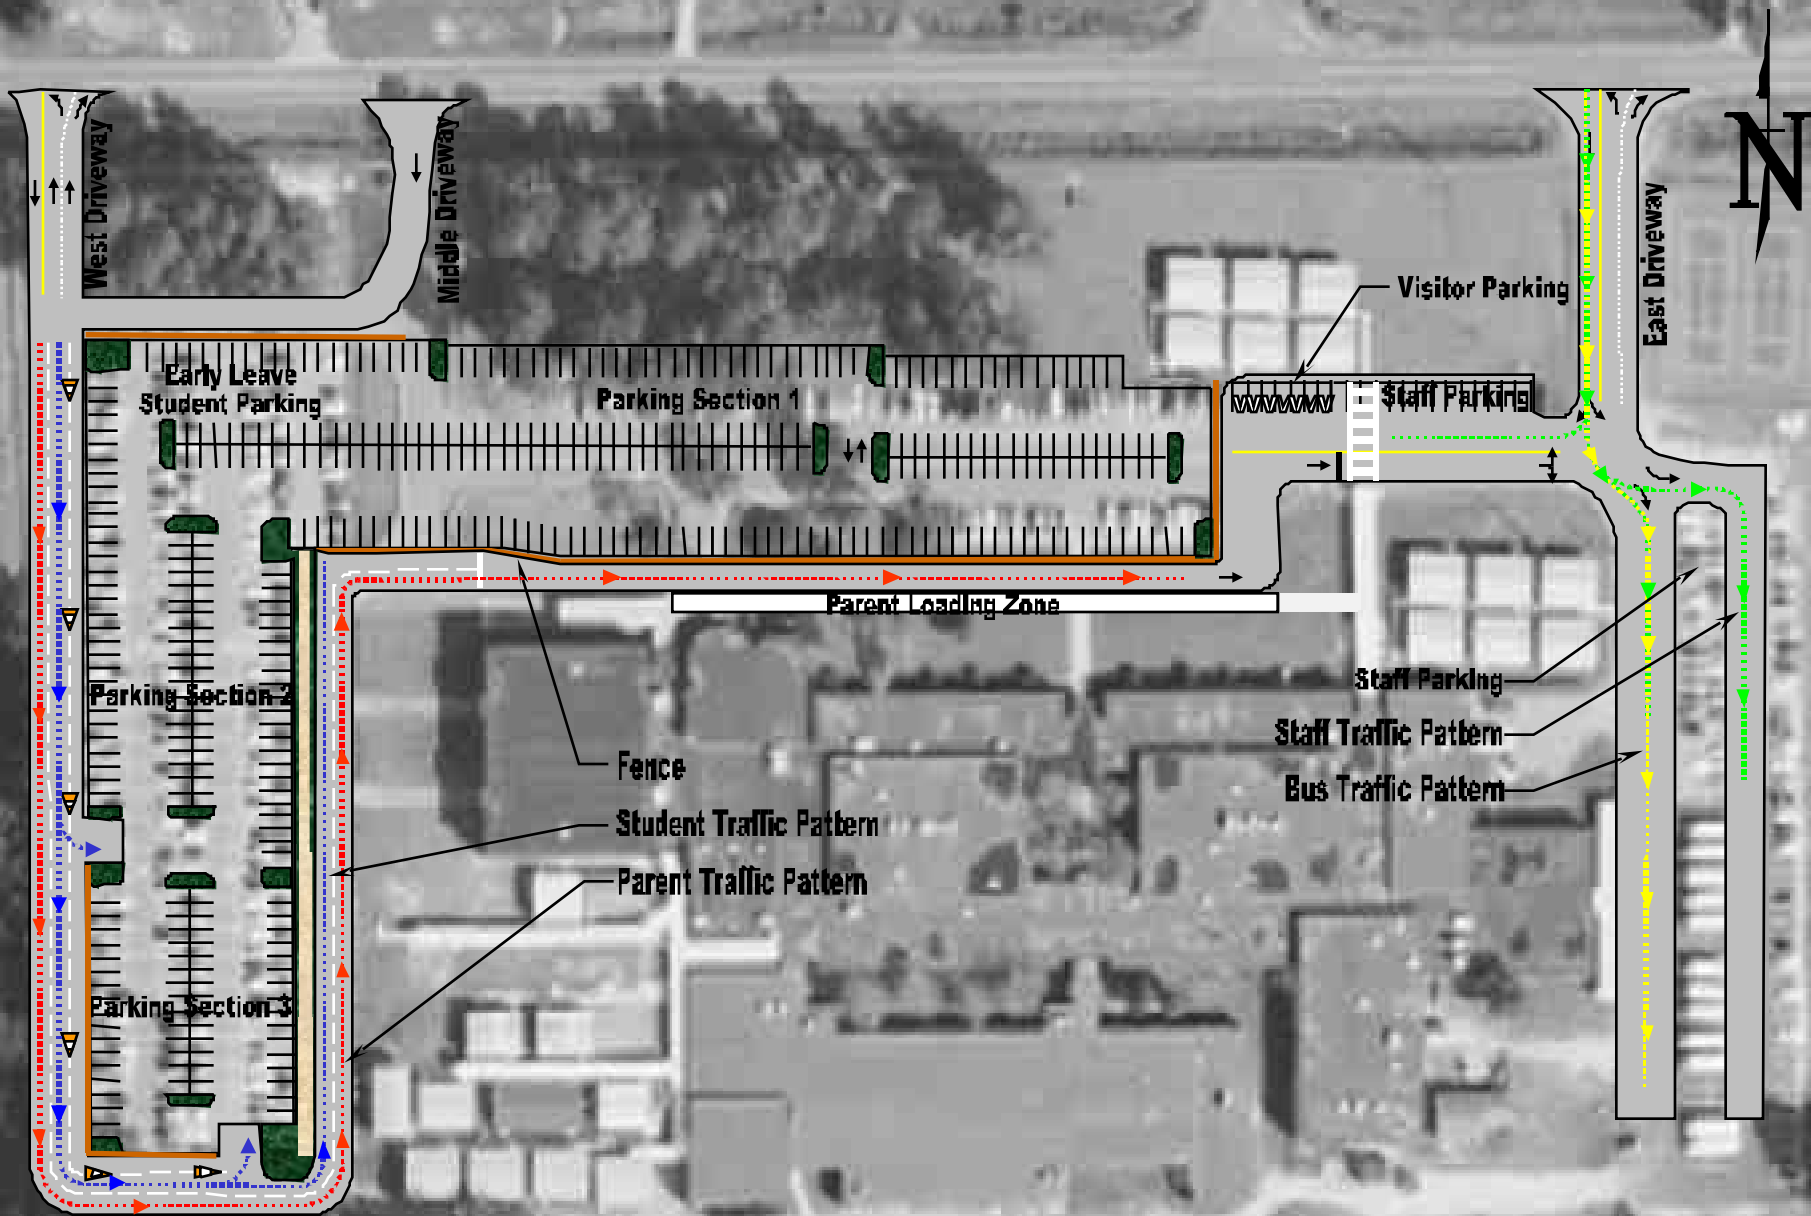 N
West Driveway
Middle Driveway
East Driveway
Visitor Parking
Early Leave
Student Parking
Parking Section 1
VVVVVVV
Staff Parking
Parent Loading Zone
Parking Section 2
Staff Parking
Staff Traffic Pattern
Bus Traffic Pattern
Fence
Student Traffic Pattern
Parent Traffic Pattern
Parking Section 3